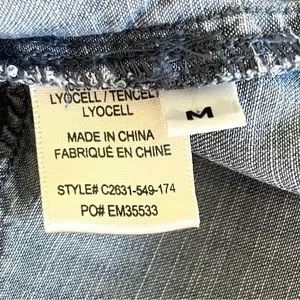 LYOCELL/TENCEL/
LYOCELL
MADE IN CHINA
FABRIQUÉ EN CHINE
STYLE# C2631-549-174
PO# EM35533
M